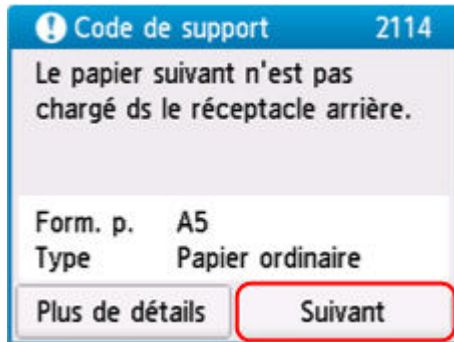 Code de support 2114
Le papier suivant n'est pas
chargé ds le réceptacle arrière.
Form. p. A5
Type Papier ordinaire
Plus de détails Suivant